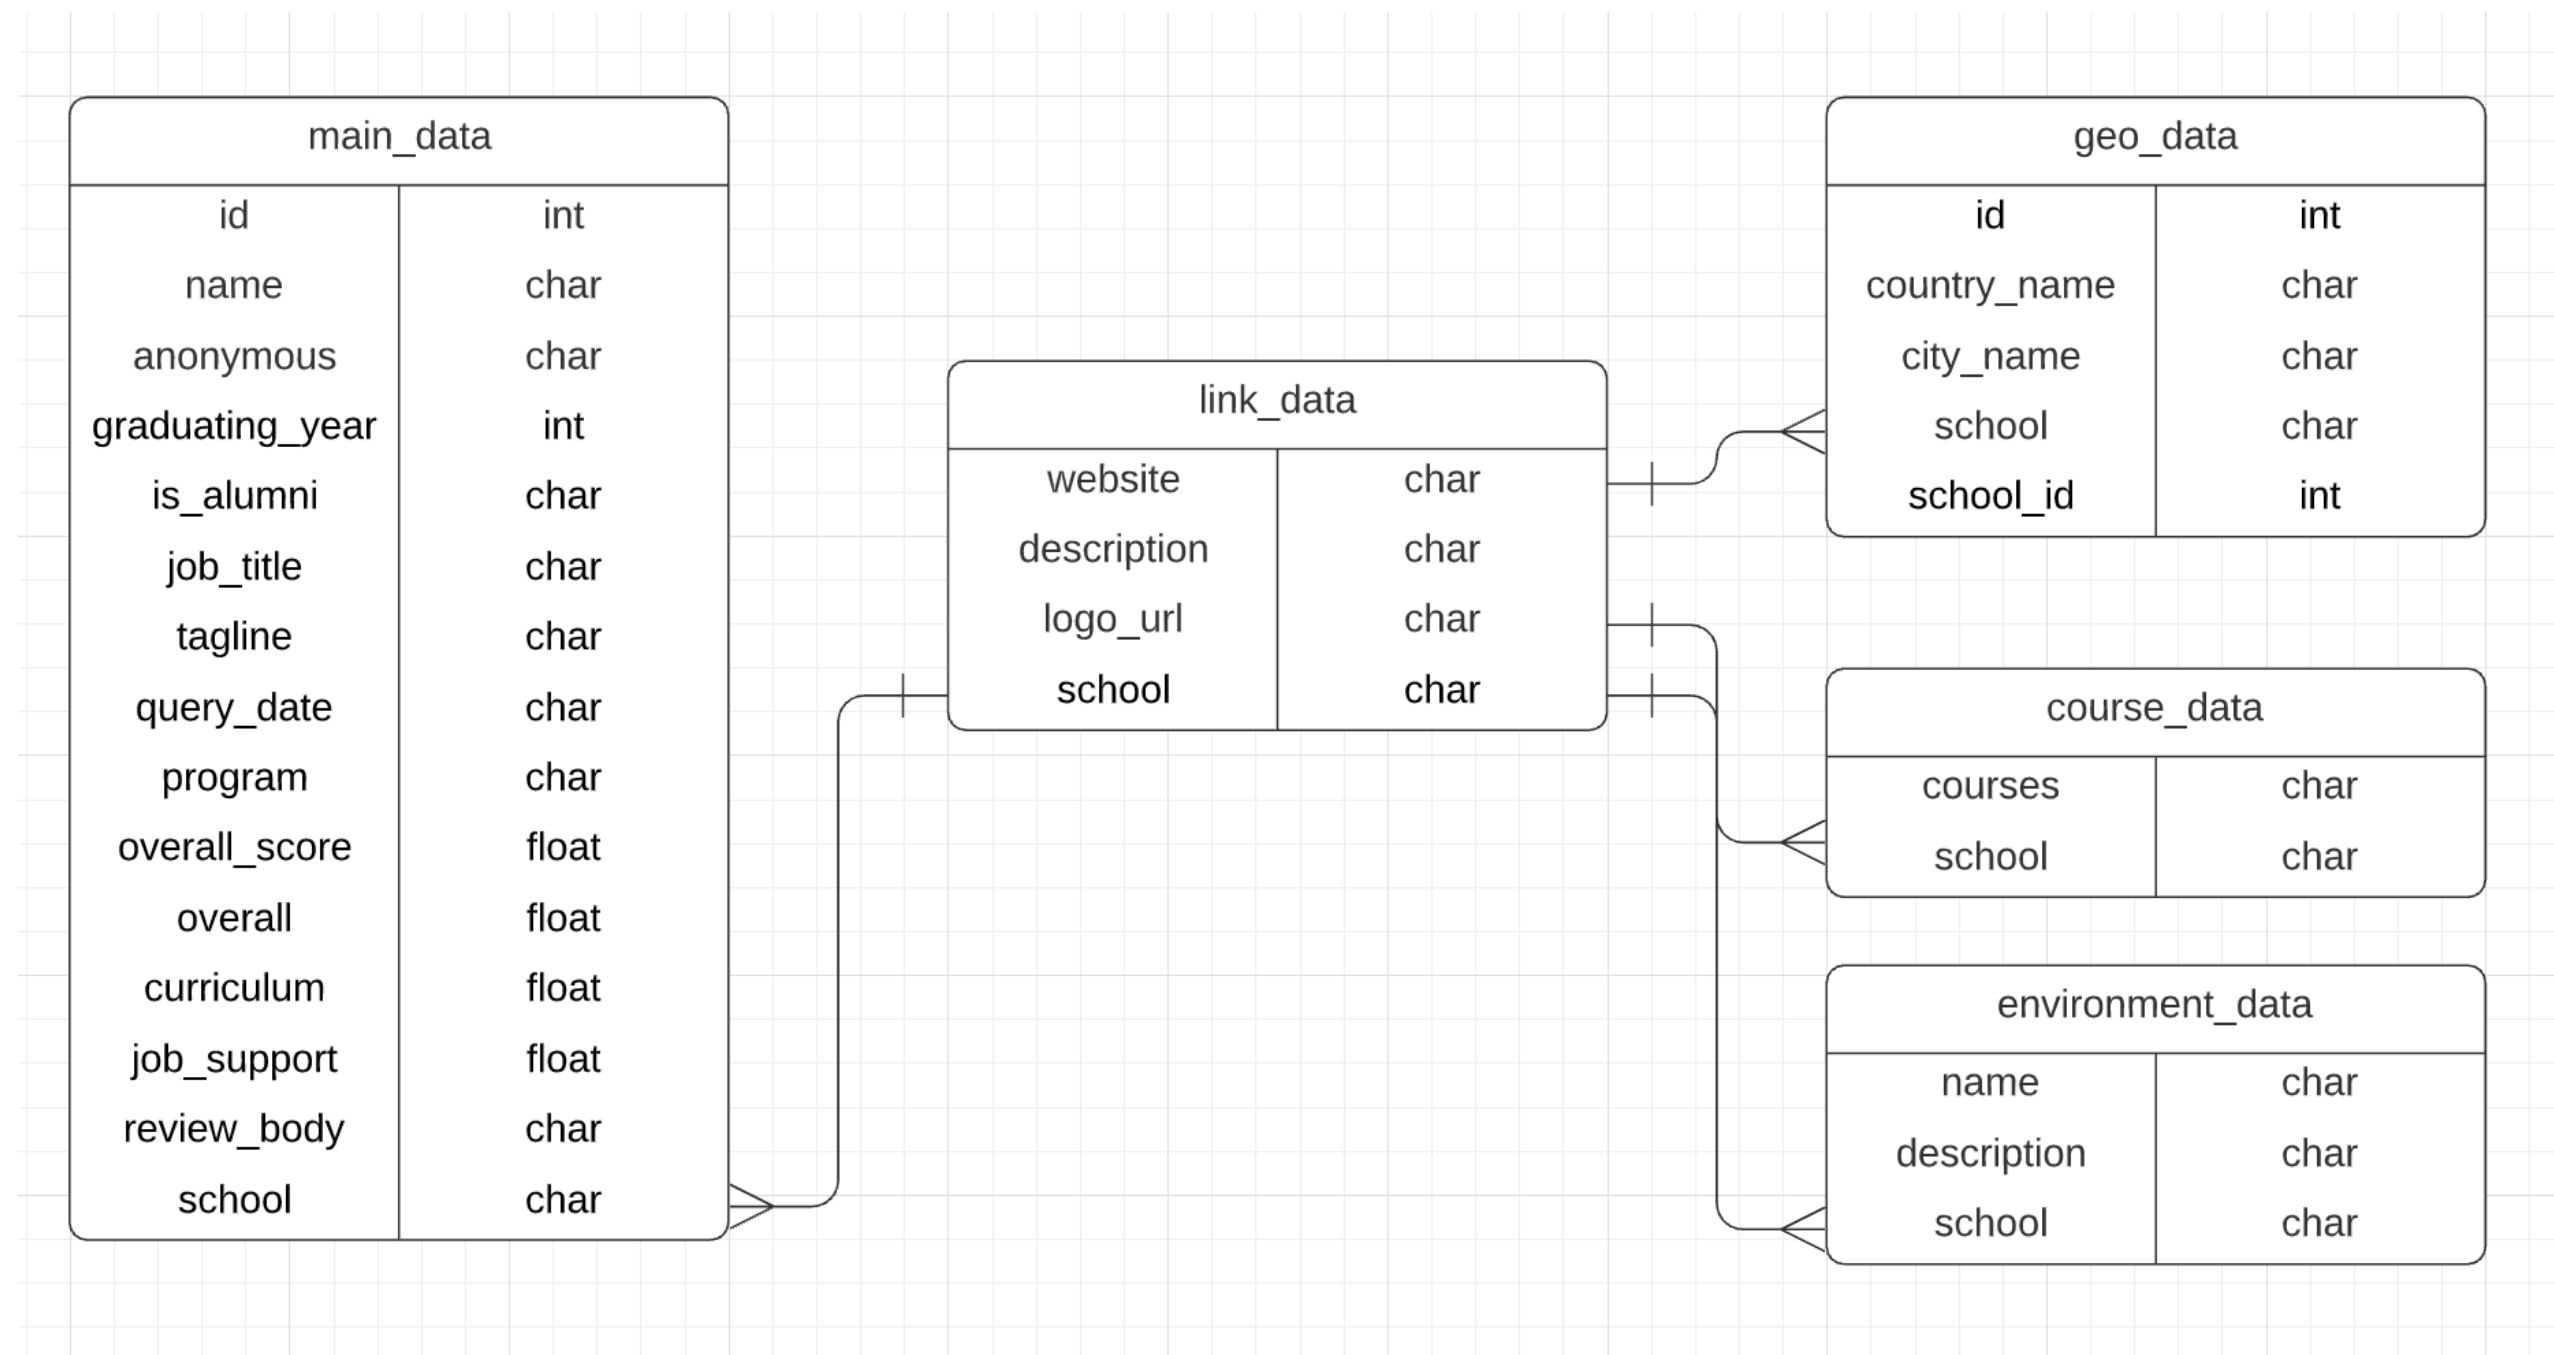 main_data
id int
name char
anonymous char
graduating_year int
is_alumni char
job_title char
tagline char
query_date char
program char
overall_score float
overall float
curriculum float
job_support float
review_body char
school char
link_data
website char
description char
logo_url char
school char
geo_data
id int
country_name char
city_name char
school char
school_id int
course_data
courses char
school char
environment_data
name char
description char
school char